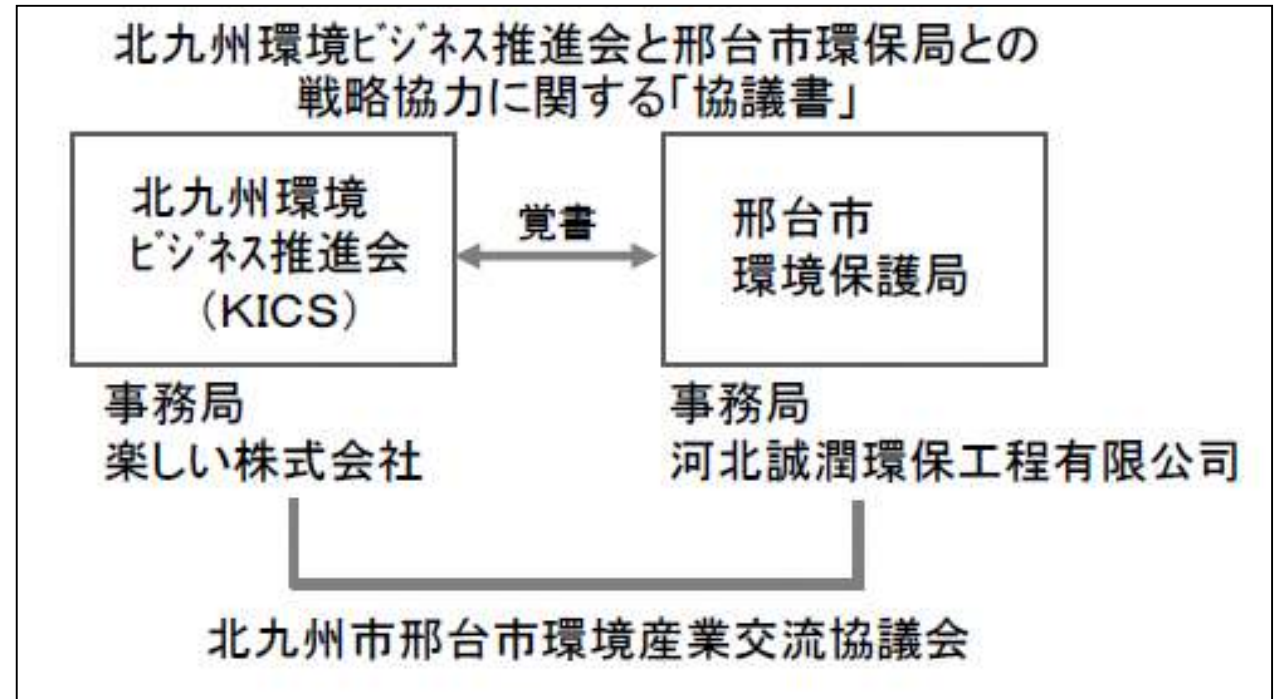 北九州環境ﾋﾞｼﾞﾈｽ推進会と邢台市環保局との
戦略協力に関する「協議書」
北九州環境
ﾋﾞｼﾞﾈｽ推進会
（KICS）
覚書
邢台市
環境保護局
事務局
楽しい株式会社
事務局
河北誠潤環保工程有限公司
北九州市邢台市環境産業交流協議会